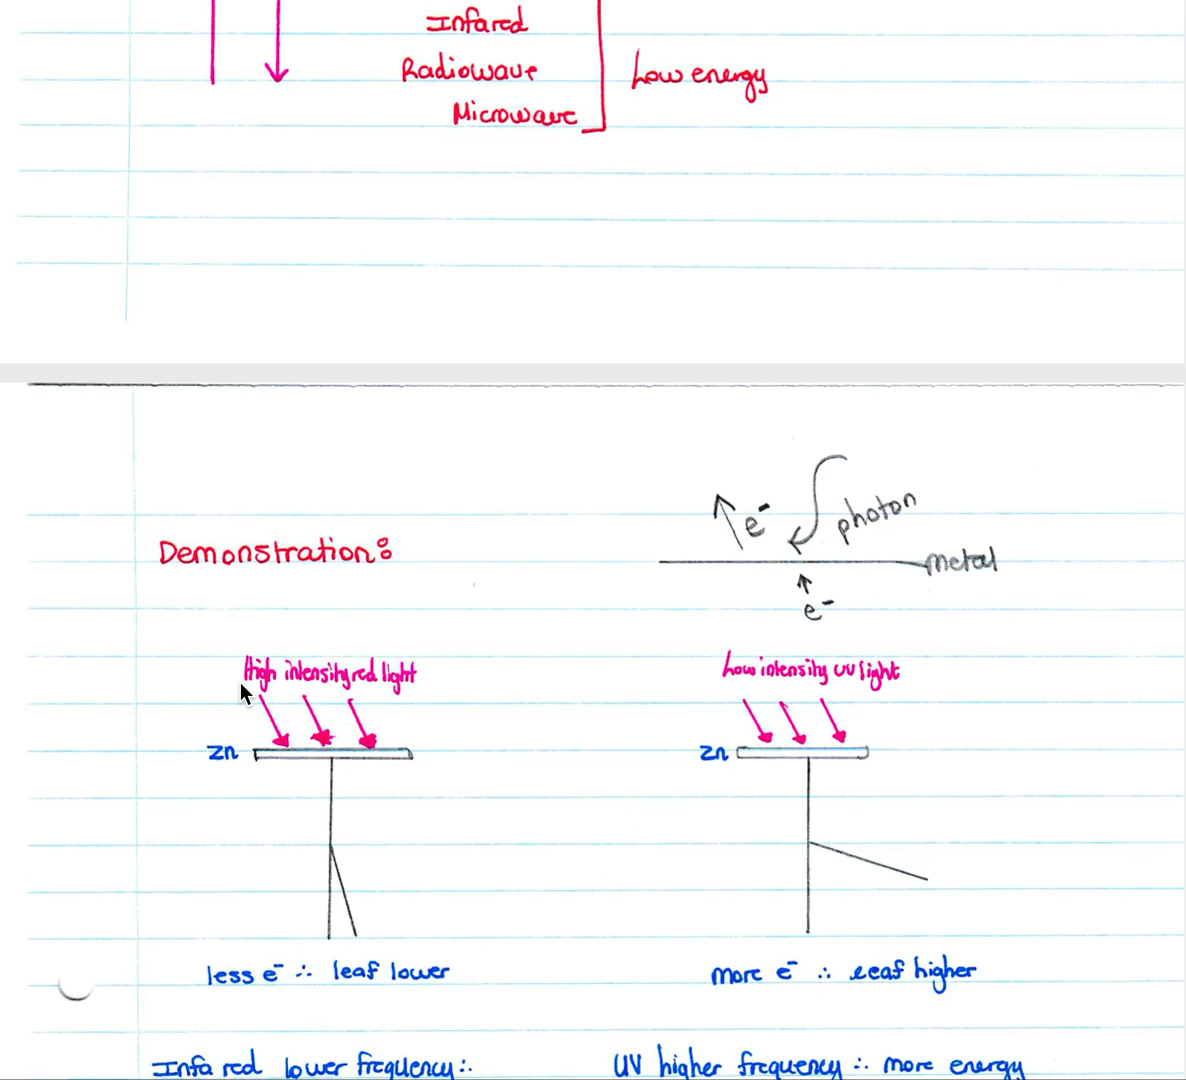 Infared
Radiowave
Low energy
Microwave
e⁻
photon
Demonstration:
metal
e⁻
High intensity red light
Low intensity UV light
Zn
Zn
less e⁻ ∴ leaf lower
more e⁻ ∴ leaf higher
Infa red lower frequency ∴
UV higher frequency ∴ more energy